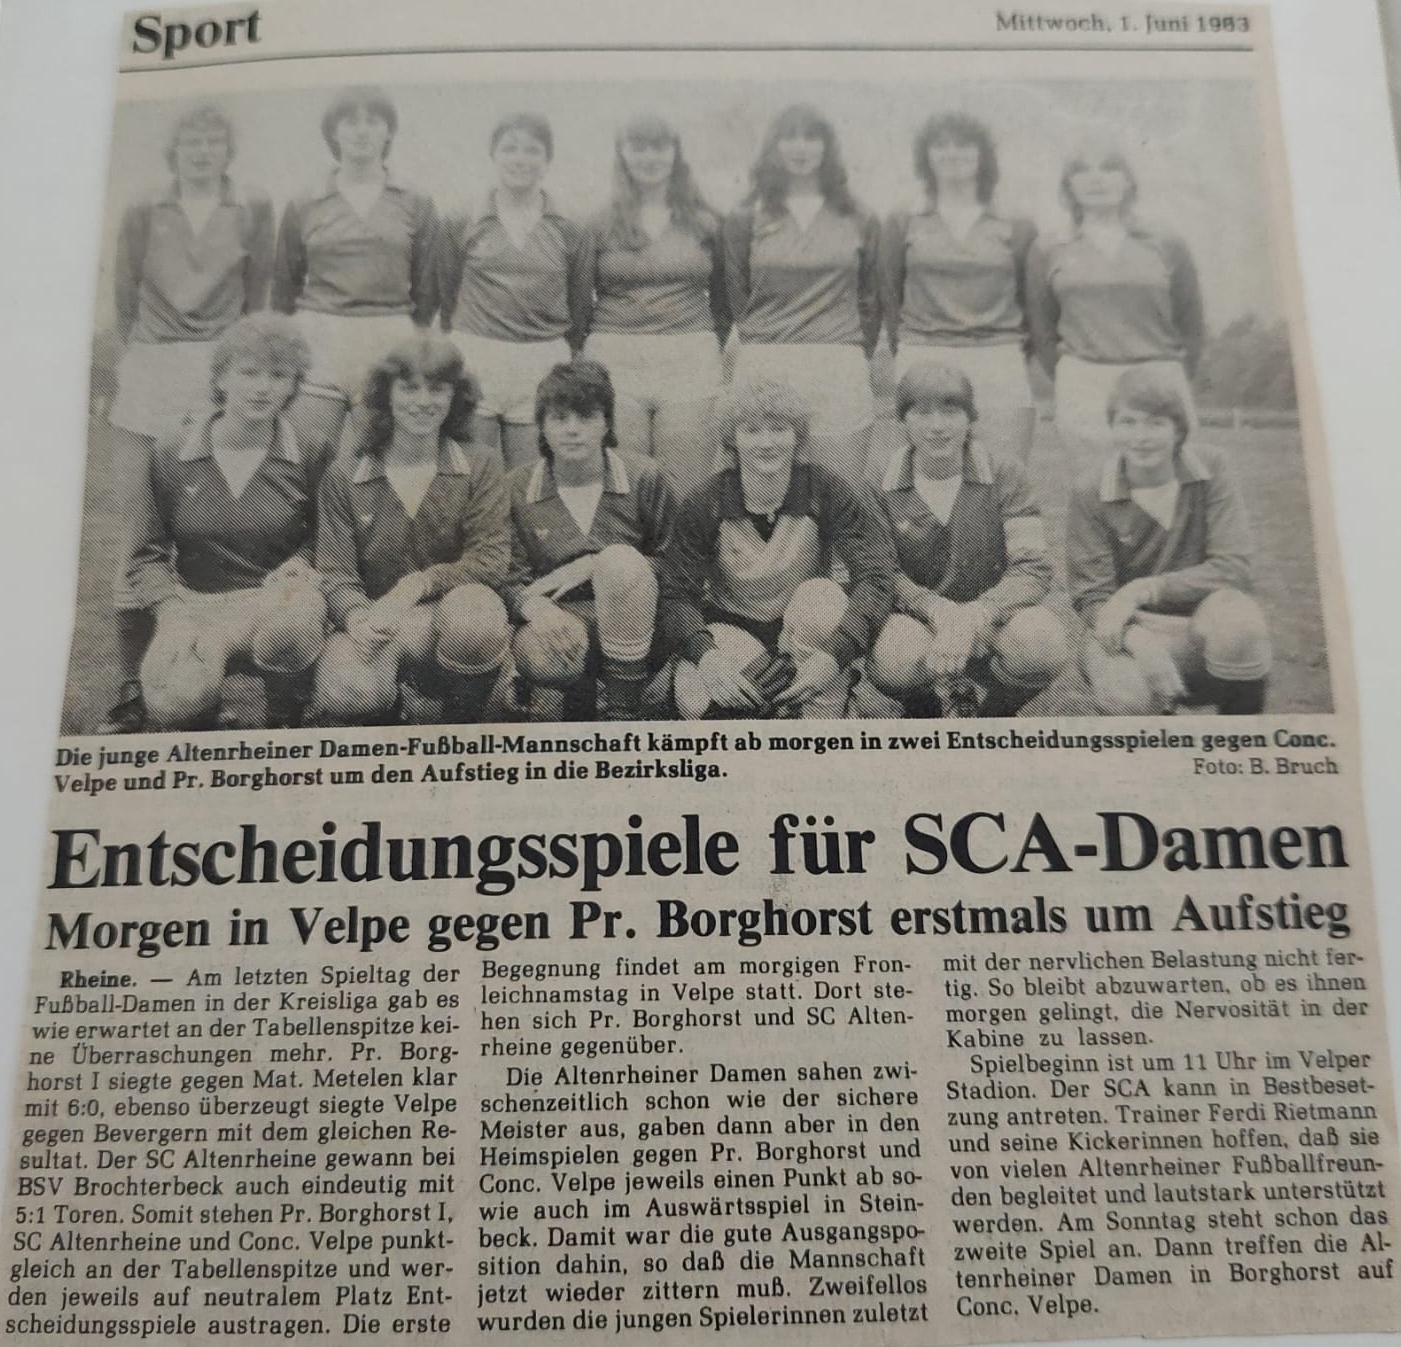 Sport
Mittwoch, 1. Juni 1983
Die junge Altenrheiner Damen-Fußball-Mannschaft kämpft ab morgen in zwei Entscheidungsspielen gegen Conc.
Velpe und Pr. Borghorst um den Aufstieg in die Bezirksliga.
Foto: B. Bruch
Entscheidungsspiele für SCA-Damen
Morgen in Velpe gegen Pr. Borghorst erstmals um Aufstieg
Rheine. — Am letzten Spieltag der
Fußball-Damen in der Kreisliga gab es
wie erwartet an der Tabellenspitze kei-
ne Überraschungen mehr. Pr. Borg-
horst I siegte gegen Mat. Metelen klar
mit 6:0, ebenso überzeugt siegte Velpe
gegen Bevergern mit dem gleichen Re-
sultat. Der SC Altenrheine gewann bei
BSV Brochterbeck auch eindeutig mit
5:1 Toren. Somit stehen Pr. Borghorst I,
SC Altenrheine und Conc. Velpe punkt-
gleich an der Tabellenspitze und wer-
den jeweils auf neutralem Platz Ent-
scheidungsspiele austragen. Die erste
Begegnung findet am morgigen Fron-
leichnamstag in Velpe statt. Dort ste-
hen sich Pr. Borghorst und SC Alten-
rheine gegenüber.
Die Altenrheiner Damen sahen zwi-
schenzeitlich schon wie der sichere
Meister aus, gaben dann aber in den
Heimspielen gegen Pr. Borghorst und
Conc. Velpe jeweils einen Punkt ab so-
wie auch im Auswärtsspiel in Stein-
beck. Damit war die gute Ausgangspo-
sition dahin, so daß die Mannschaft
jetzt wieder zittern muß. Zweifellos
wurden die jungen Spielerinnen zuletzt
mit der nervlichen Belastung nicht fer-
tig. So bleibt abzuwarten, ob es ihnen
morgen gelingt, die Nervosität in der
Kabine zu lassen.
Spielbeginn ist um 11 Uhr im Velper
Stadion. Der SCA kann in Bestbeset-
zung antreten. Trainer Ferdi Rietmann
und seine Kickerinnen hoffen, daß sie
von vielen Altenrheiner Fußballfreun-
den begleitet und lautstark unterstützt
werden. Am Sonntag steht schon das
zweite Spiel an. Dann treffen die Al-
tenrheiner Damen in Borghorst auf
Conc. Velpe.